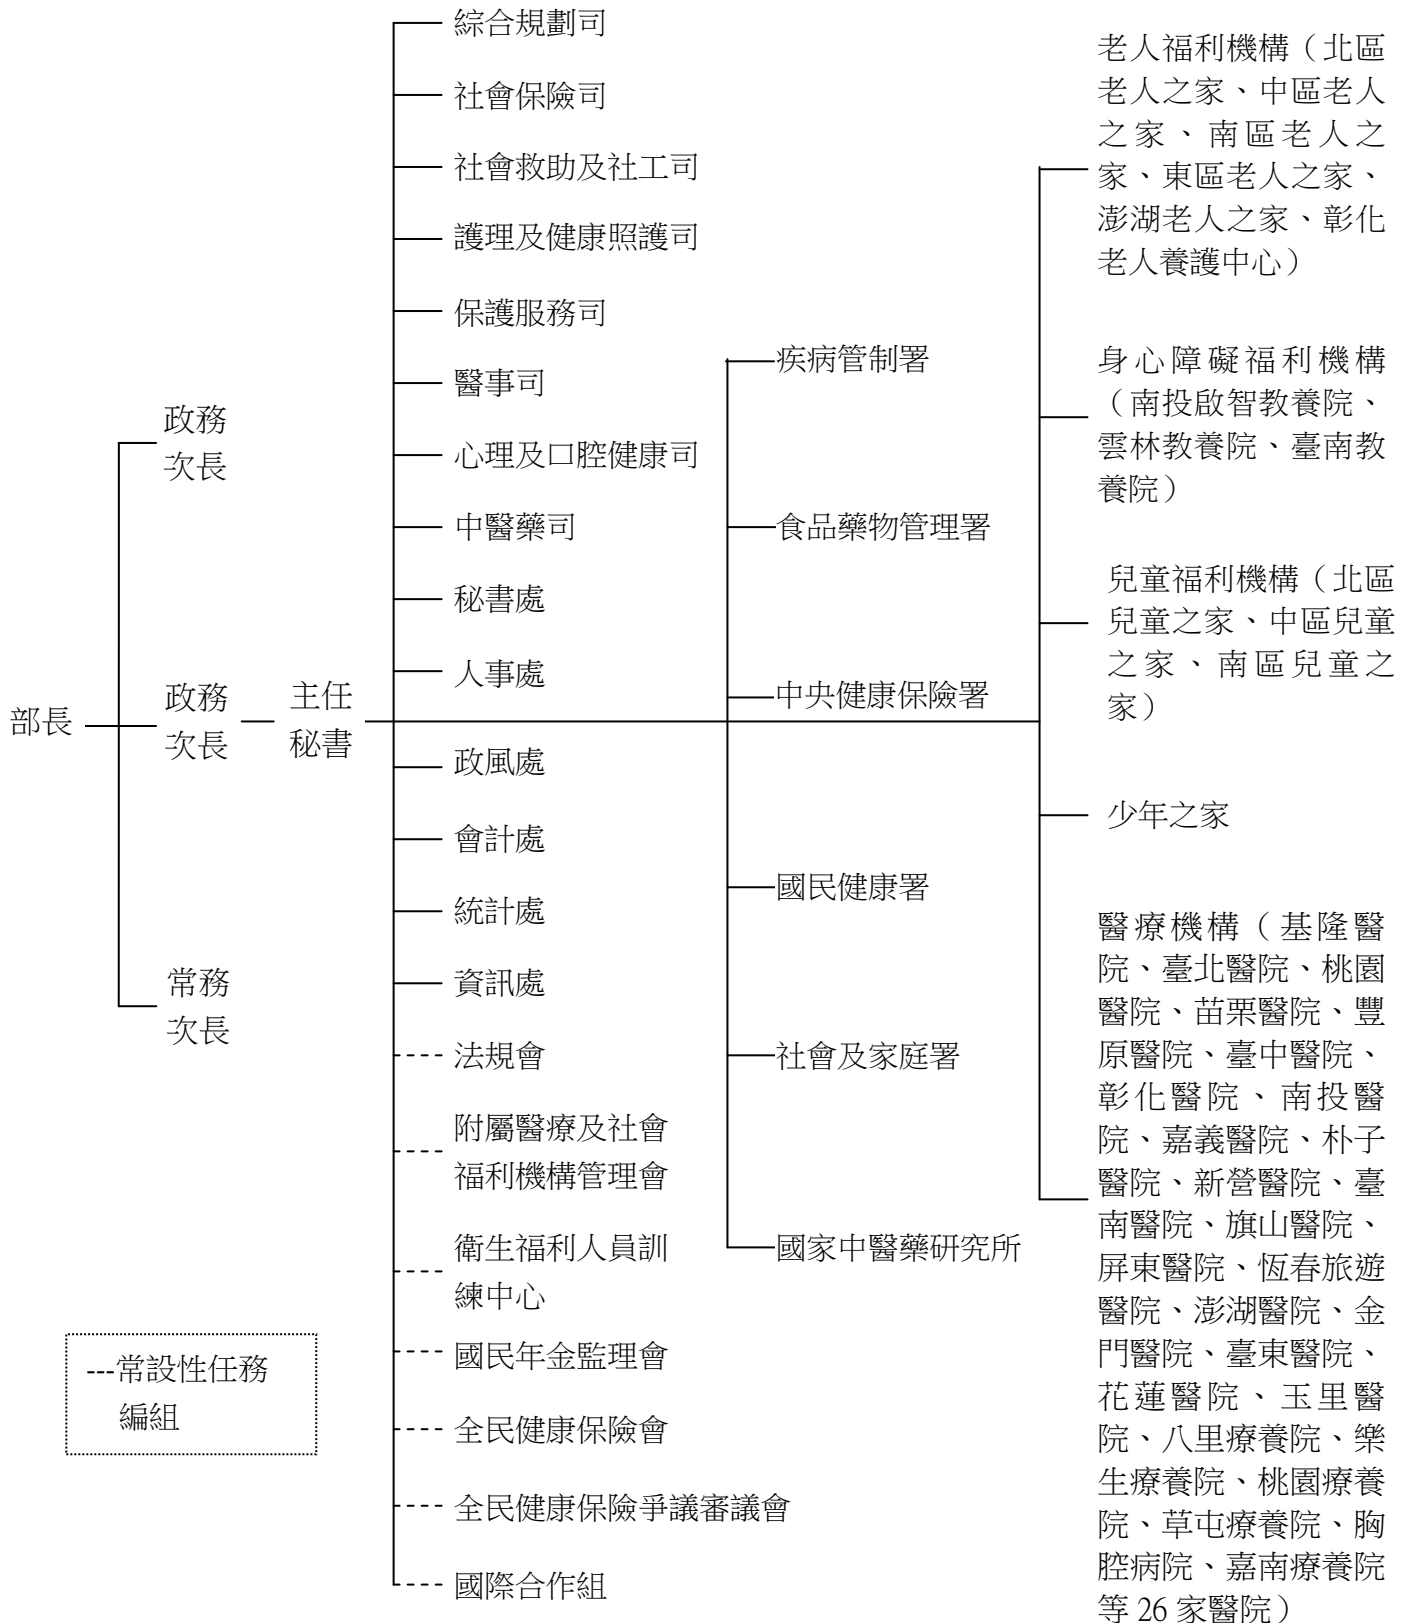 部長
政務
次長
政務
次長
常務
次長
主任
秘書
綜合規劃司
社會保險司
社會救助及社工司
護理及健康照護司
保護服務司
醫事司
心理及口腔健康司
中醫藥司
秘書處
人事處
政風處
會計處
統計處
資訊處
法規會
附屬醫療及社會
福利機構管理會
衛生福利人員訓
練中心
國民年金監理會
全民健康保險會
全民健康保險爭議審議會
國際合作組
疾病管制署
食品藥物管理署
中央健康保險署
國民健康署
社會及家庭署
國家中醫藥研究所
老人福利機構（北區
老人之家、中區老人
之家、南區老人之
家、東區老人之家、
澎湖老人之家、彰化
老人養護中心）
身心障礙福利機構
（南投啟智教養院、
雲林教養院、臺南教
養院）
兒童福利機構（北區
兒童之家、中區兒童
之家、南區兒童之
家）
少年之家
醫療機構（基隆醫
院、臺北醫院、桃園
醫院、苗栗醫院、豐
原醫院、臺中醫院、
彰化醫院、南投醫
院、嘉義醫院、朴子
醫院、新營醫院、臺
南醫院、旗山醫院、
屏東醫院、恆春旅遊
醫院、澎湖醫院、金
門醫院、臺東醫院、
花蓮醫院、玉里醫
院、八里療養院、樂
生療養院、桃園療養
院、草屯療養院、胸
腔病院、嘉南療養院
等 26 家醫院）
---常設性任務
編組